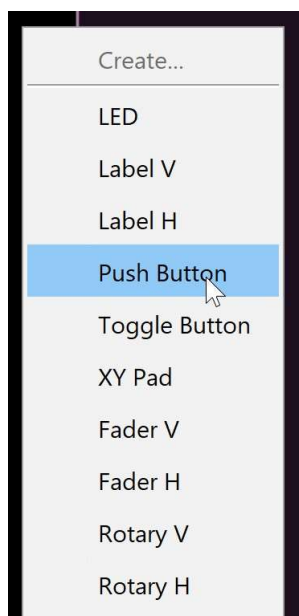 Create...
LED
Label V
Label H
Push Button
Toggle Button
XY Pad
Fader V
Fader H
Rotary V
Rotary H